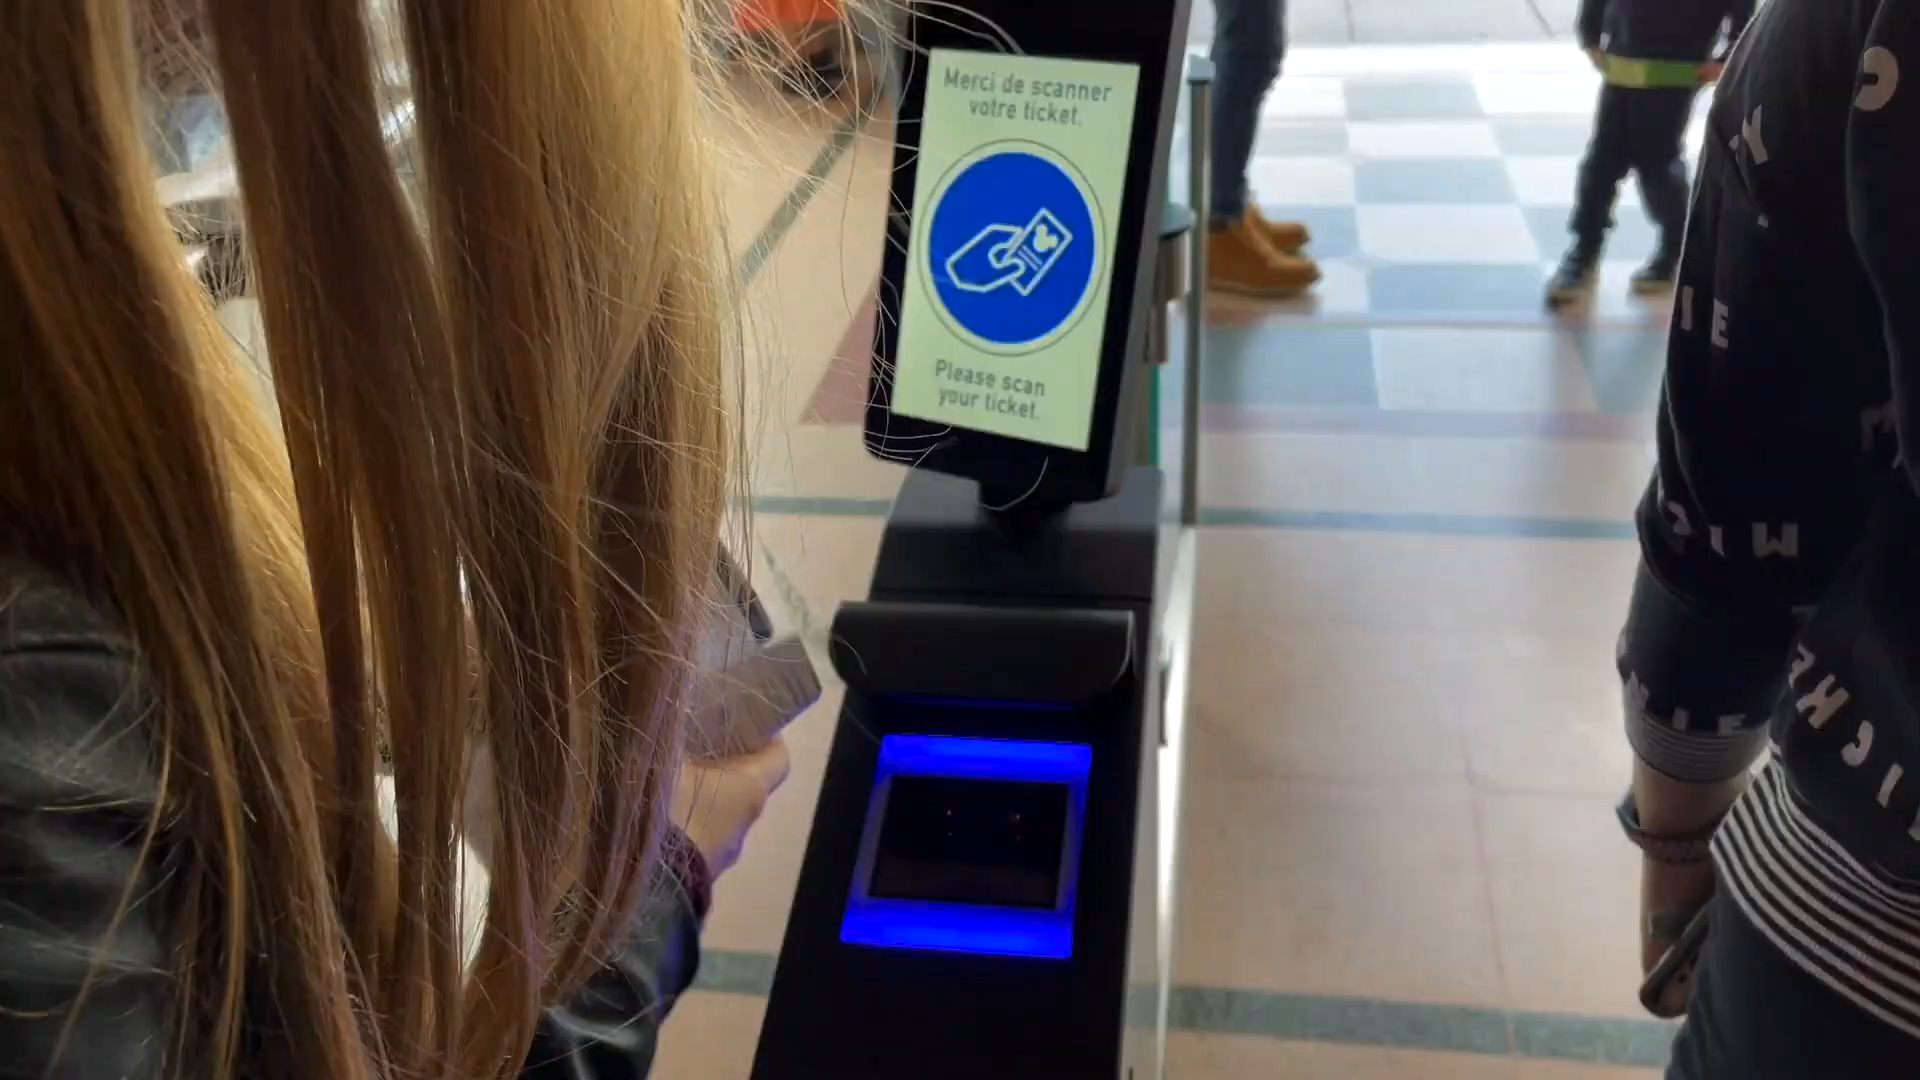 Merci de scanner
votre ticket.
Please scan
your ticket.